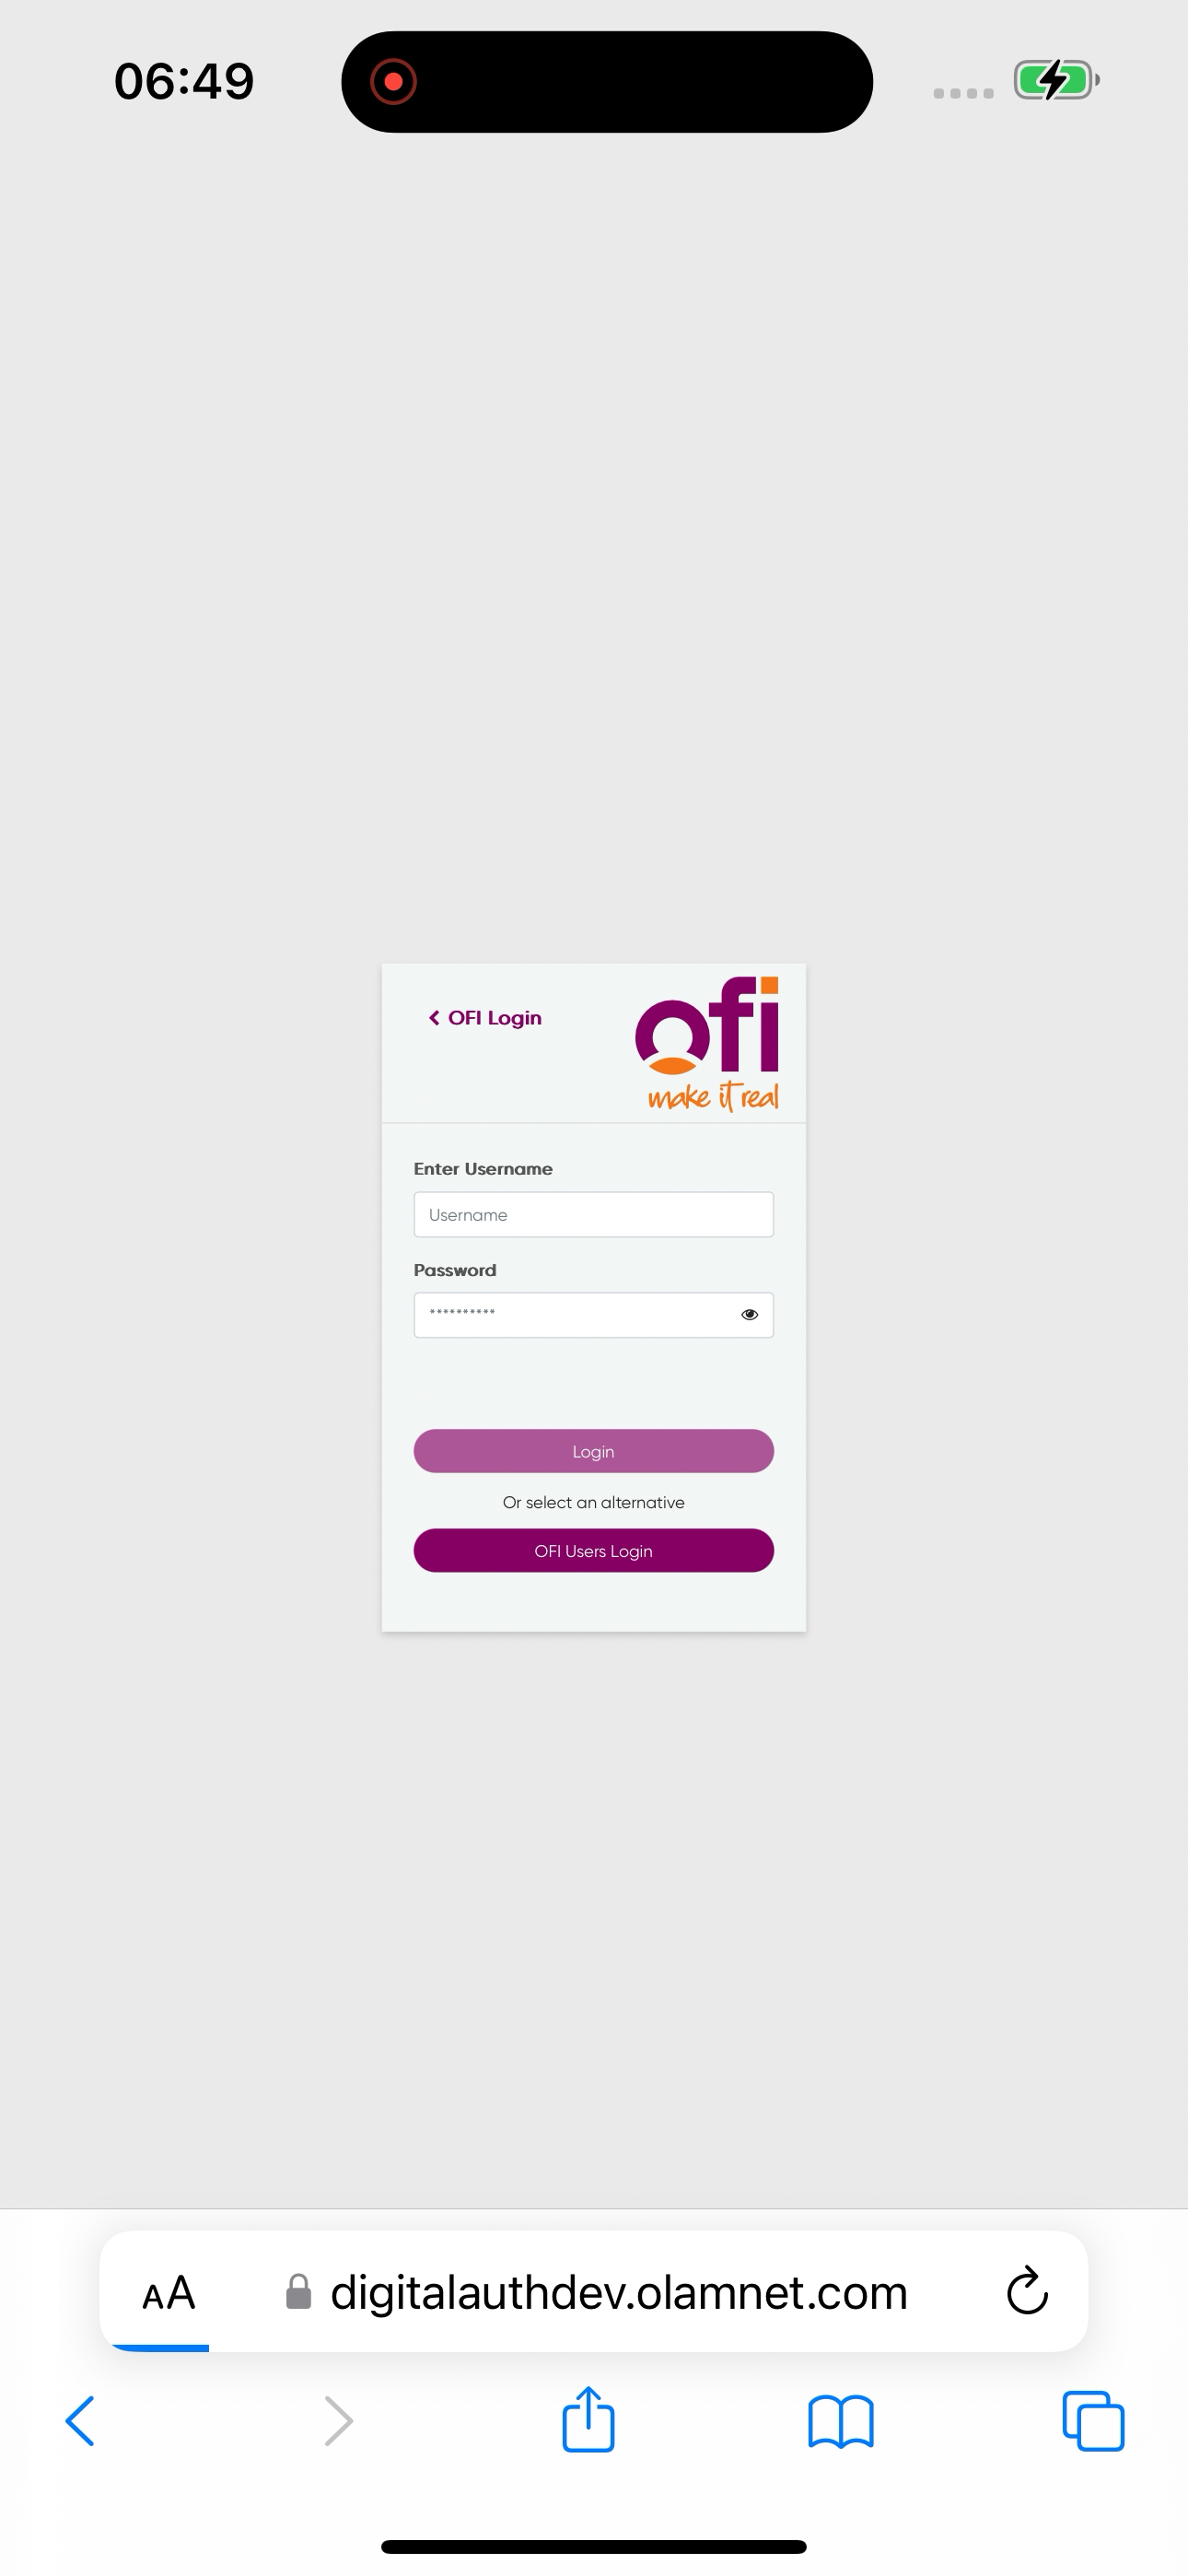 06:49
OFI Login
ofi
make it real
Enter Username
Username
Password
**********
Login
Or select an alternative
OFI Users Login
AA
digitalauthdev.olamnet.com